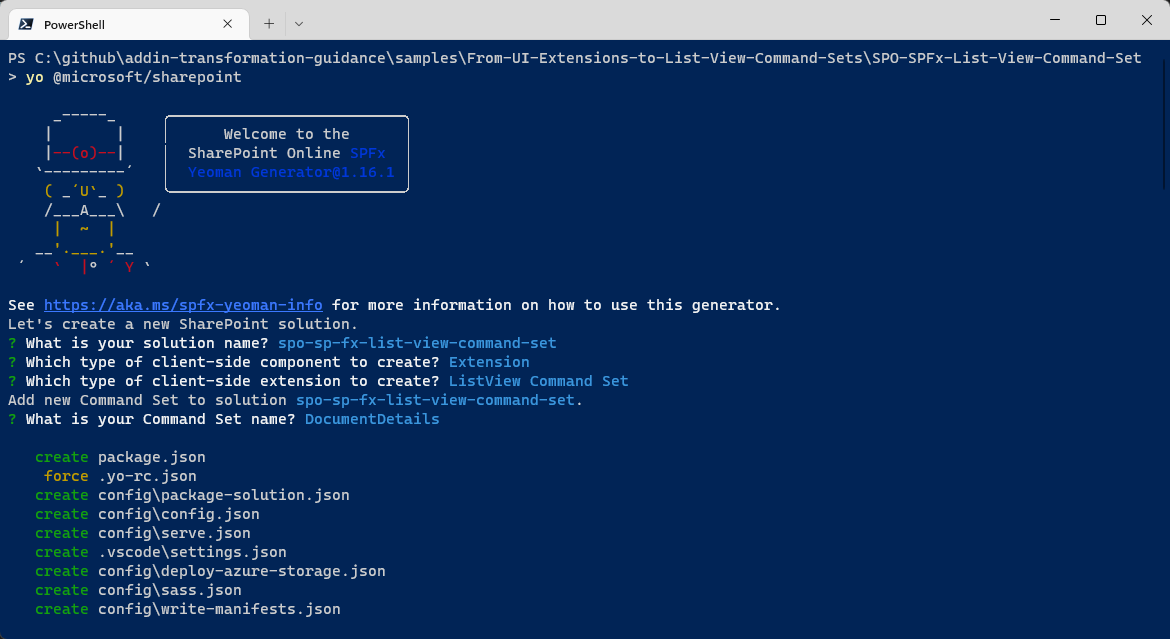 PowerShell
PS C:\github\addin-transformation-guidance\samples\From-UI-Extensions-to-List-View-Command-Sets\SPO-SPFx-List-View-Command-Set
> yo @microsoft/sharepoint
Welcome to the
--(o)-- SharePoint Online SPFx
Yeoman Generator@1.16.1
( _´U`_ )
/___A___\ /
| ~ |
__'.___.'__
´ ` |° ´ Y `
See https://aka.ms/spfx-yeoman-info for more information on how to use this generator.
Let's create a new SharePoint solution.
? What is your solution name? spo-sp-fx-list-view-command-set
? Which type of client-side component to create? Extension
? Which type of client-side extension to create? ListView Command Set
Add new Command Set to solution spo-sp-fx-list-view-command-set.
? What is your Command Set name? DocumentDetails
create package.json
force .yo-rc.json
create config\package-solution.json
create config\config.json
create config\serve.json
create .vscode\settings.json
create config\deploy-azure-storage.json
create config\sass.json
create config\write-manifests.json